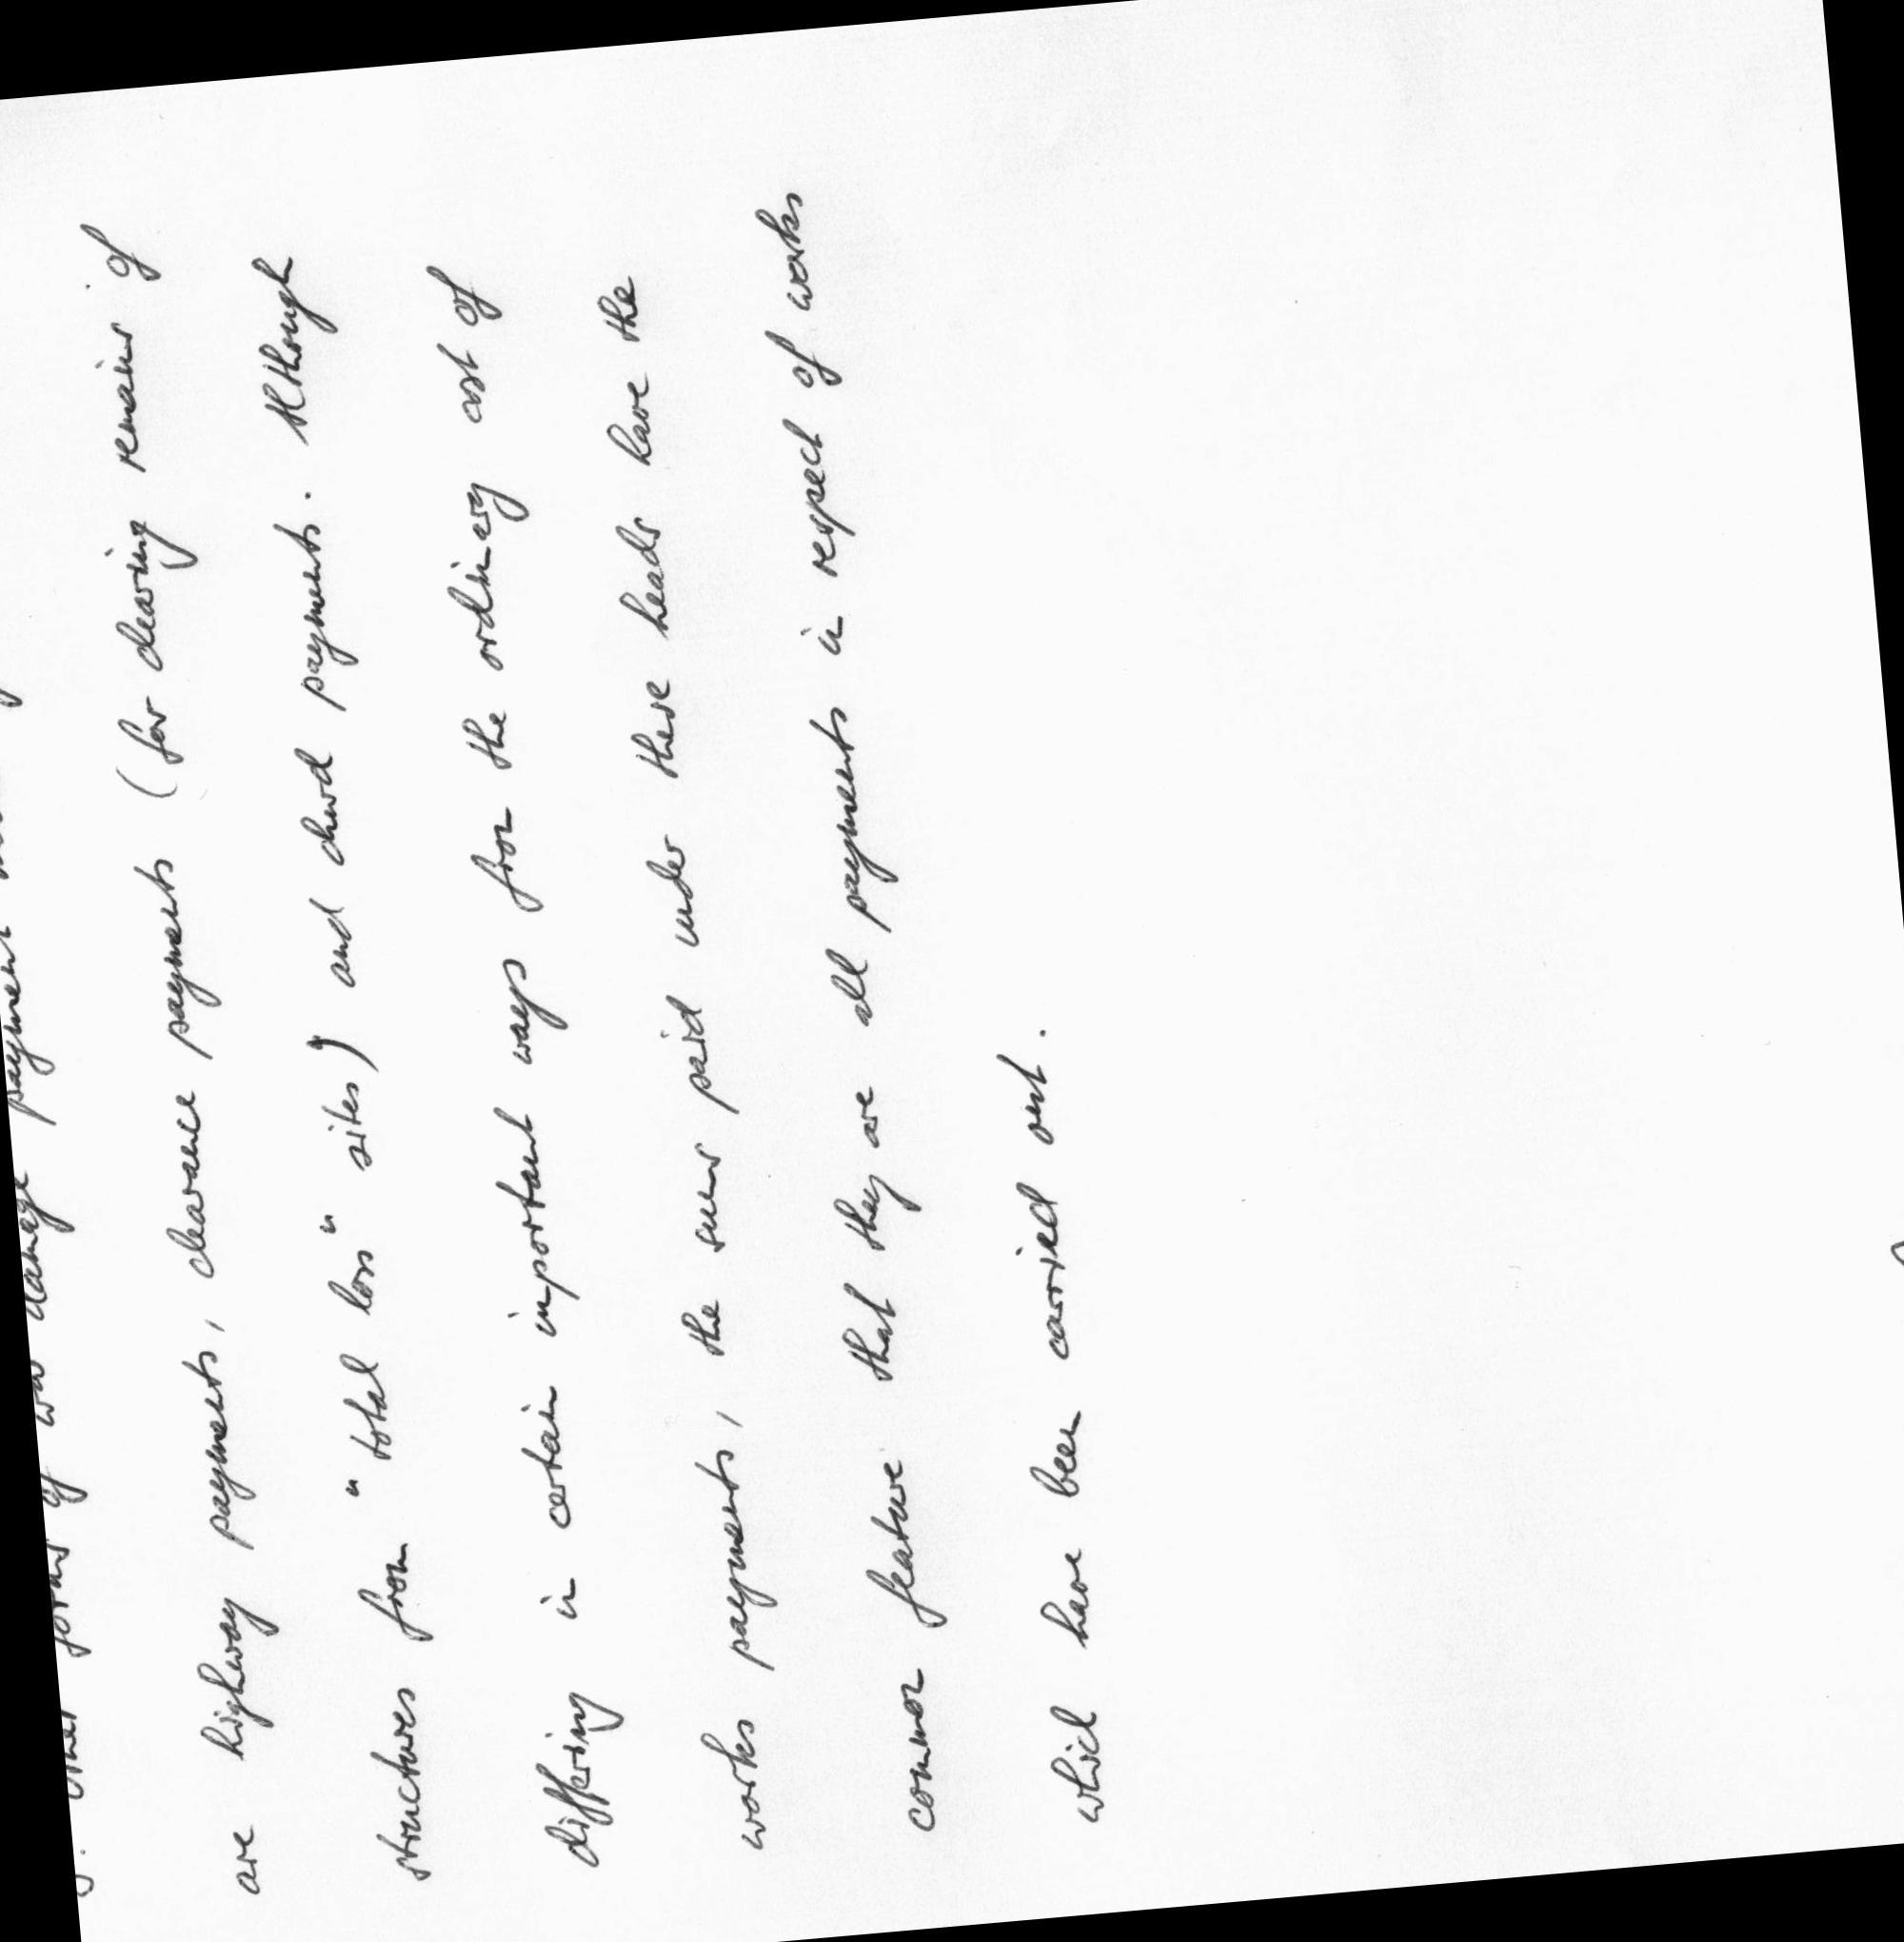 other forms of war damage payment
are highway payments, clearance payments (for clearing remains of
structures from "total loss" sites) and church payments. Although
differing in certain important ways from the ordinary cost of
works payments, the sums paid under these heads have the
common feature that they are all payments in respect of works
which have been carried out.